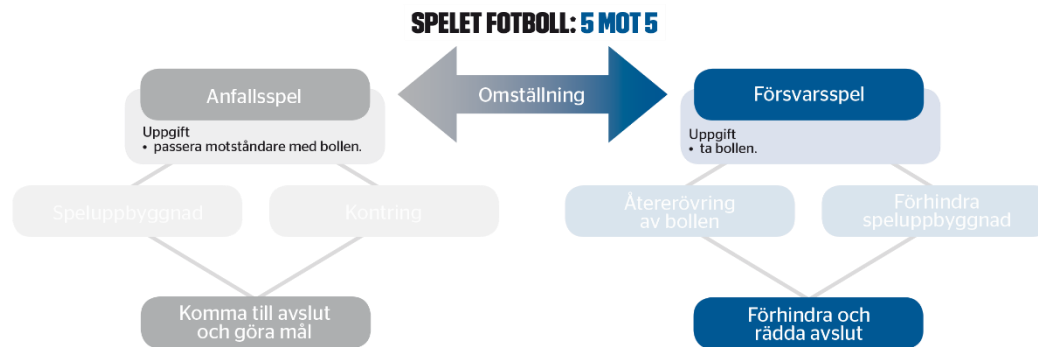 SPELET FOTBOLL: 5 MOT 5
Anfallsspel
Omställning
Försvarsspel
Uppgift
• passera motståndare med bollen.
Uppgift
• ta bollen.
Speluppbyggnad
Kontring
Återerövring
av bollen
Förhindra
speluppbyggnad
Komma till avslut
och göra mål
Förhindra och
rädda avslut